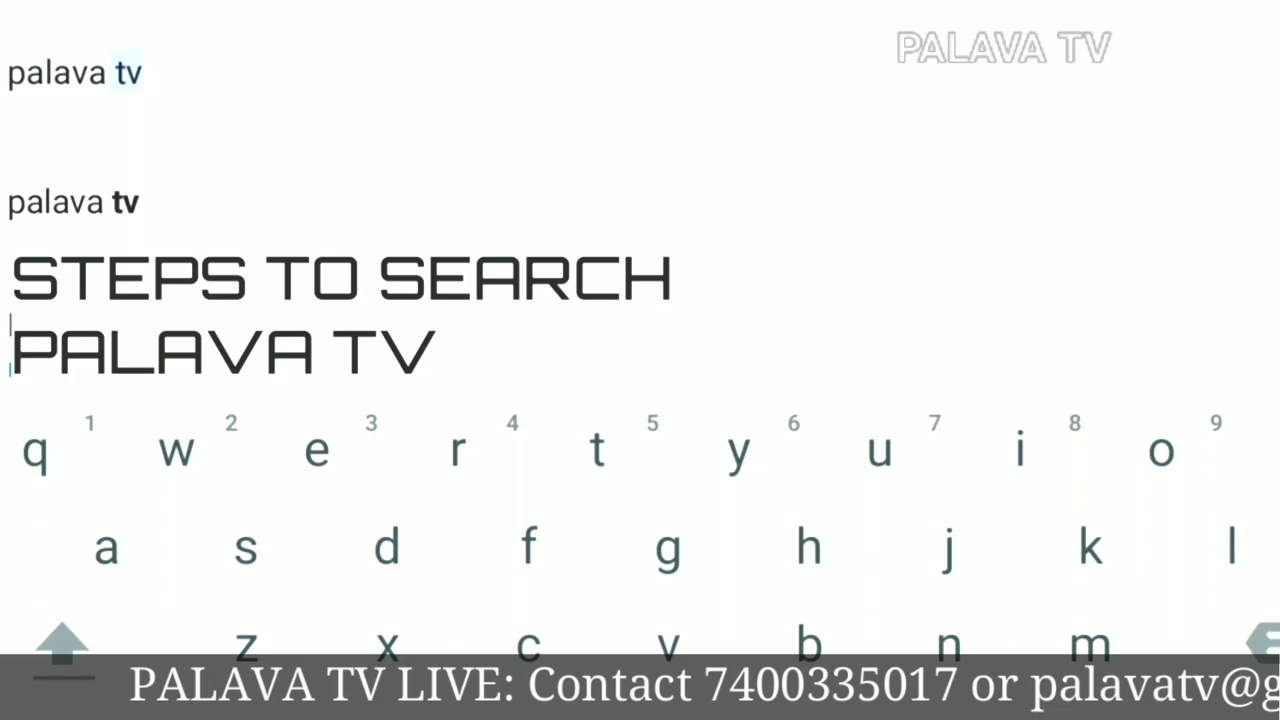 PALAVA TV
palava tv
palava tv
STEPS TO SEARCH
PALAVA TV
1 2 3 4 5 6 7 8 9
q w e r t y u i o
a s d f g h j k l
z x c v b n m
PALAVA TV LIVE: Contact 7400335017 or palavatv@g